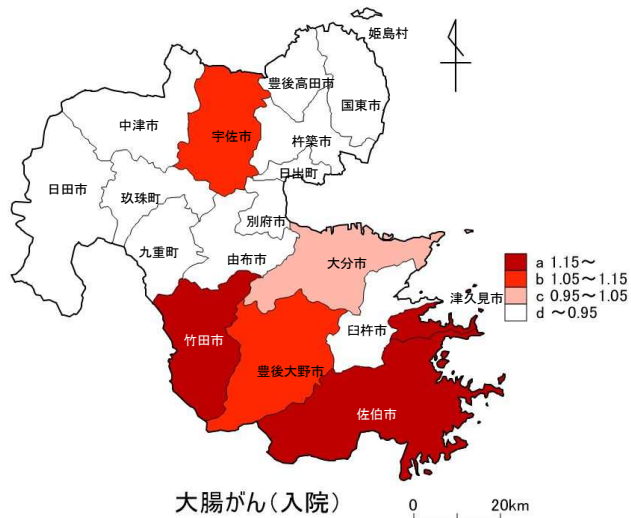 姫島村
豊後高田市
国東市
中津市
宇佐市
杵築市
日出町
日田市
玖珠町
別府市
九重町
由布市
大分市
a 1.15～
b 1.05～1.15
c 0.95～1.05
d ～0.95
津久見市
臼杵市
竹田市
豊後大野市
佐伯市
大腸がん(入院)
0 20km